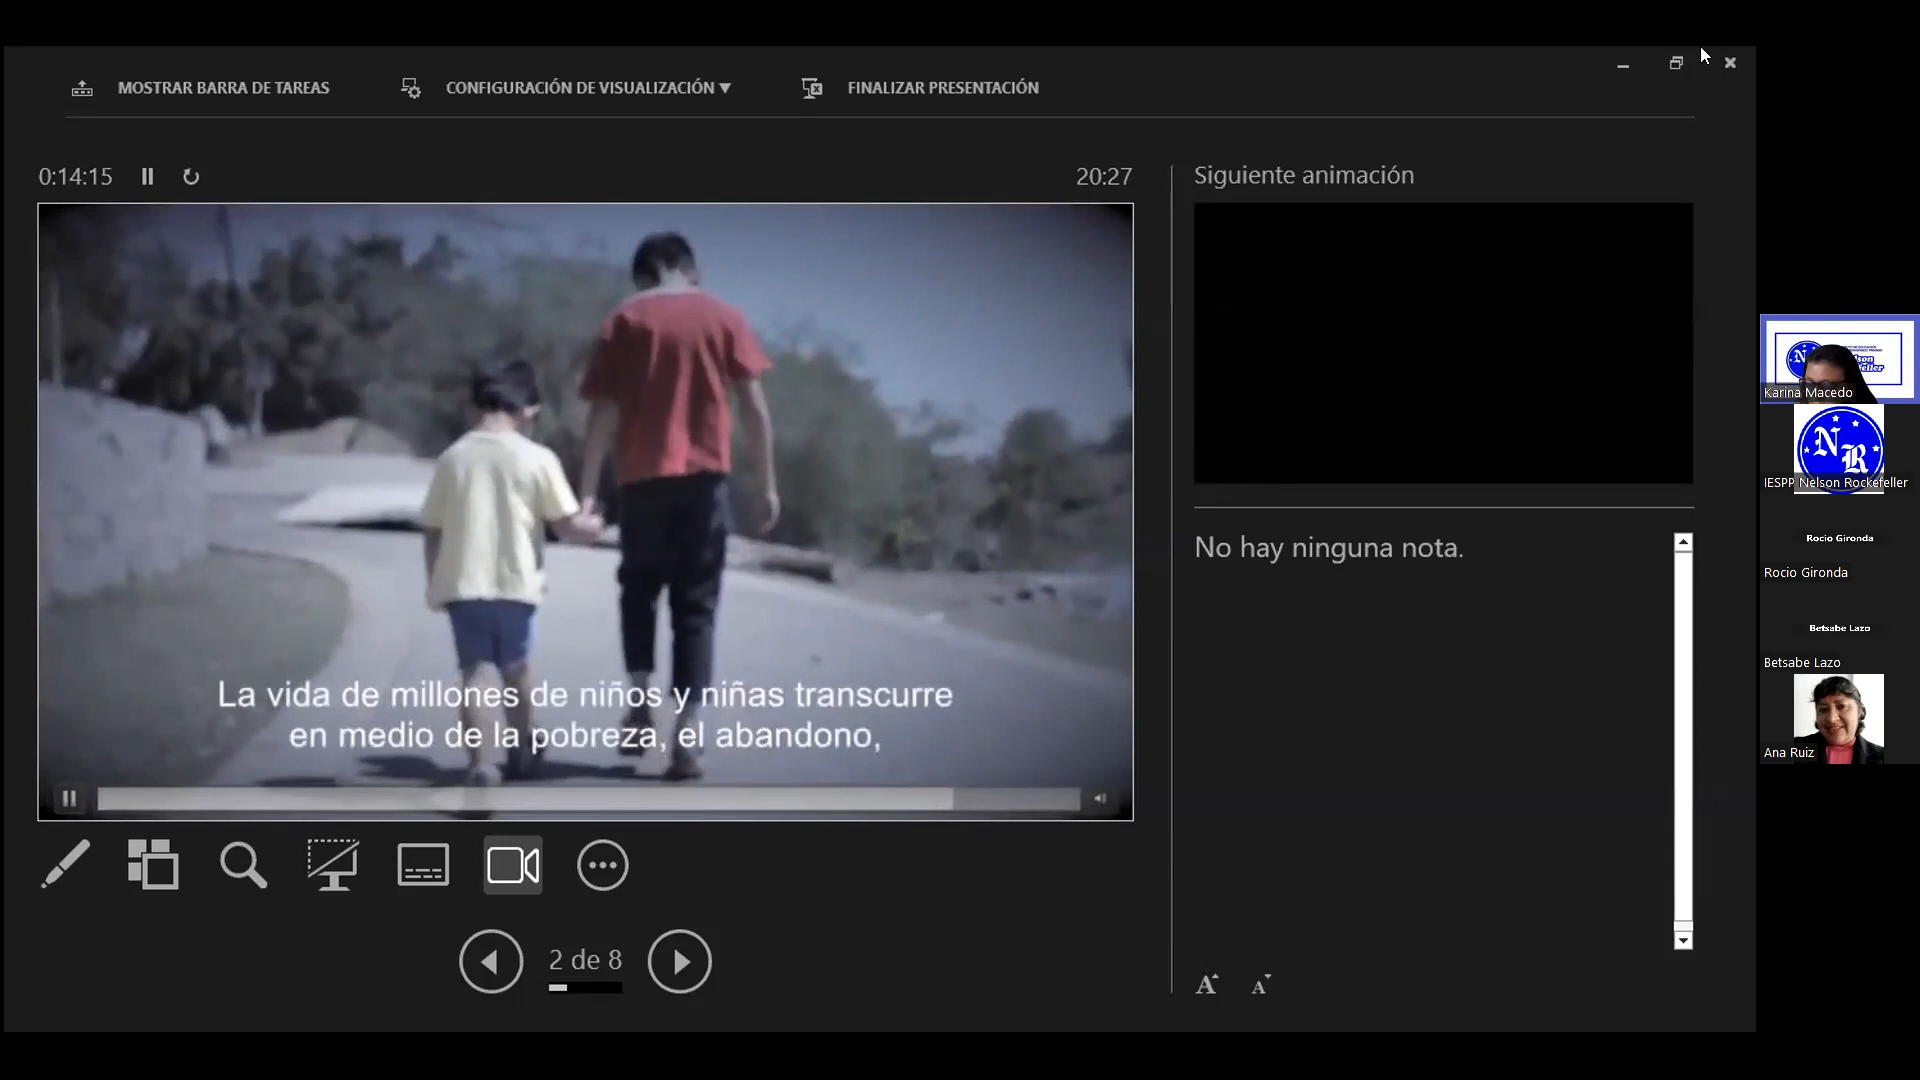 MOSTRAR BARRA DE TAREAS
CONFIGURACIÓN DE VISUALIZACIÓN ▼
FINALIZAR PRESENTACIÓN
0:14:15
20:27
Siguiente animación
La vida de millones de niños y niñas transcurre
en medio de la pobreza, el abandono,
No hay ninguna nota.
2 de 8
A
A
Karina Macedo
N R
IESPP Nelson Rockefeller
Rocio Gironda
Rocio Gironda
Betsabe Lazo
Betsabe Lazo
Ana Ruiz